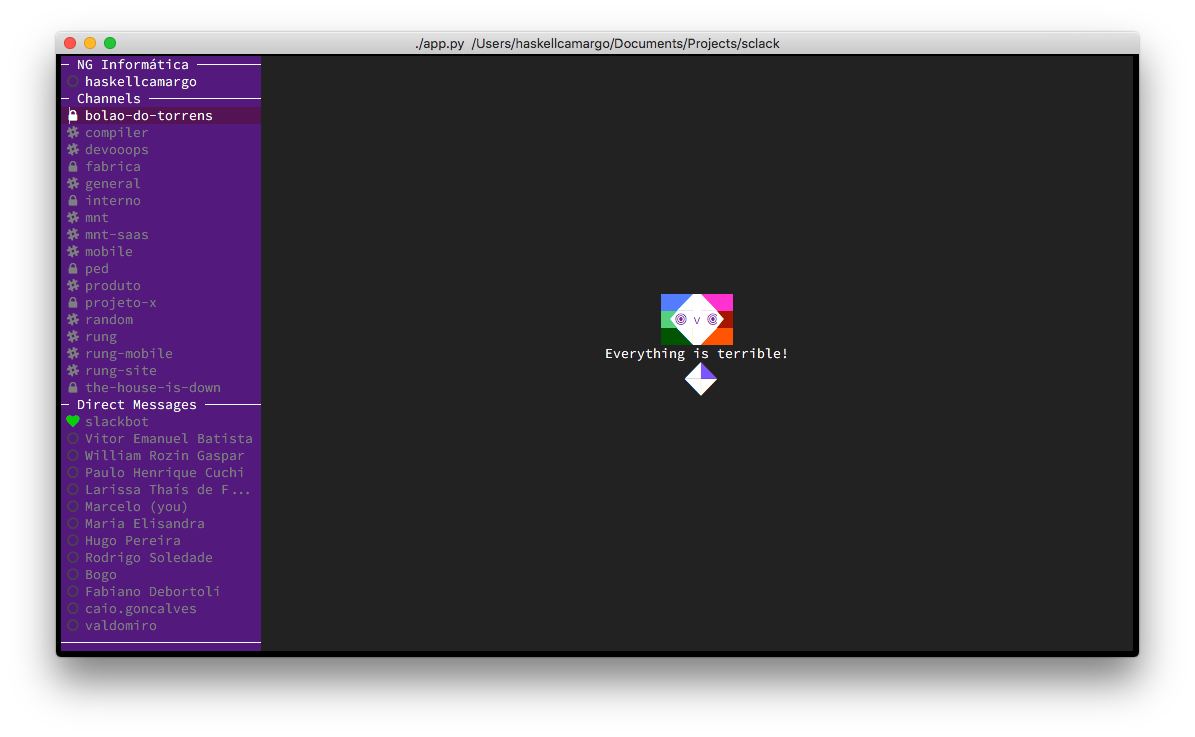 ./app.py /Users/haskellcamargo/Documents/Projects/sclack
NG Informática
haskellcamargo
Channels
bolao-do-torrens
compiler
devooops
fabrica
general
interno
mnt
mnt-saas
mobile
ped
produto
projeto-x
random
rung
rung-mobile
rung-site
the-house-is-down
Direct Messages
slackbot
Vitor Emanuel Batista
William Rozin Gaspar
Paulo Henrique Cuchi
Larissa Thaís de F...
Marcelo (you)
Maria Elisandra
Hugo Pereira
Rodrigo Soledade
Bogo
Fabiano Debortoli
caio.goncalves
valdomiro
v
Everything is terrible!